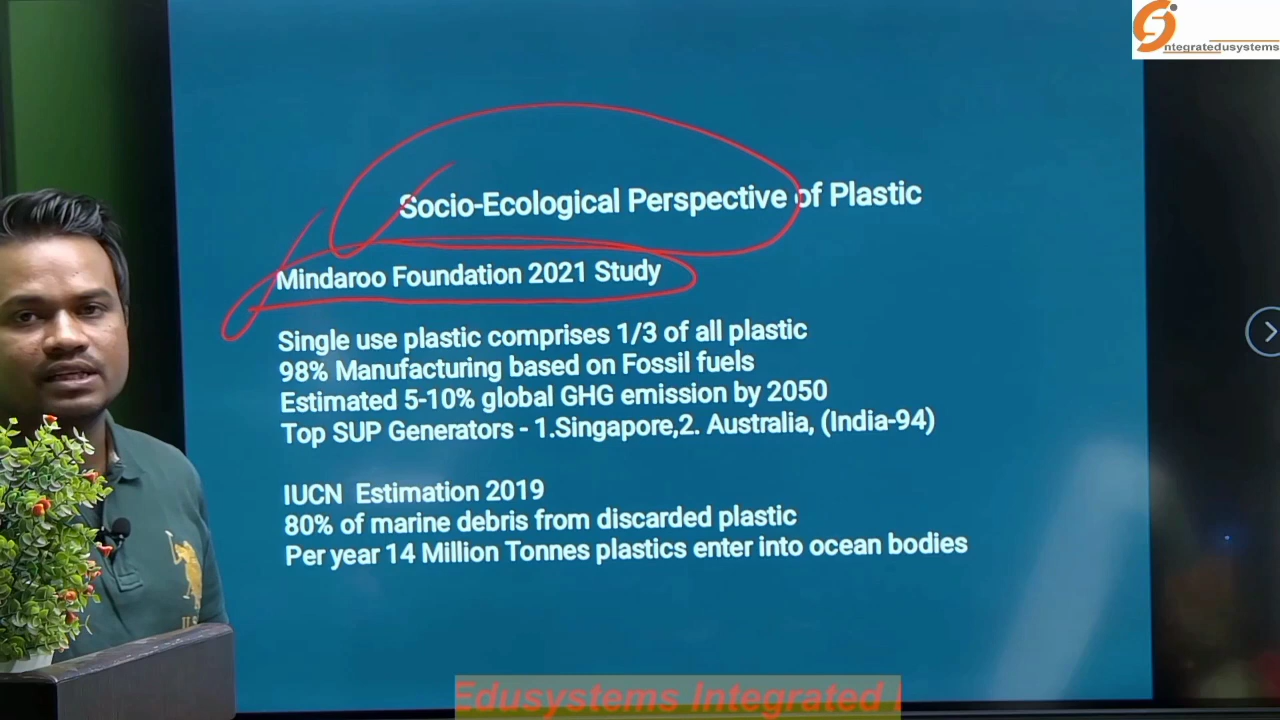 ntegratedusystems
Socio-Ecological Perspective of Plastic
Mindaroo Foundation 2021 Study
Single use plastic comprises 1/3 of all plastic
98% Manufacturing based on Fossil fuels
Estimated 5-10% global GHG emission by 2050
Top SUP Generators - 1.Singapore,2. Australia, (India-94)
IUCN Estimation 2019
80% of marine debris from discarded plastic
Per year 14 Million Tonnes plastics enter into ocean bodies
Edusystems Integrated